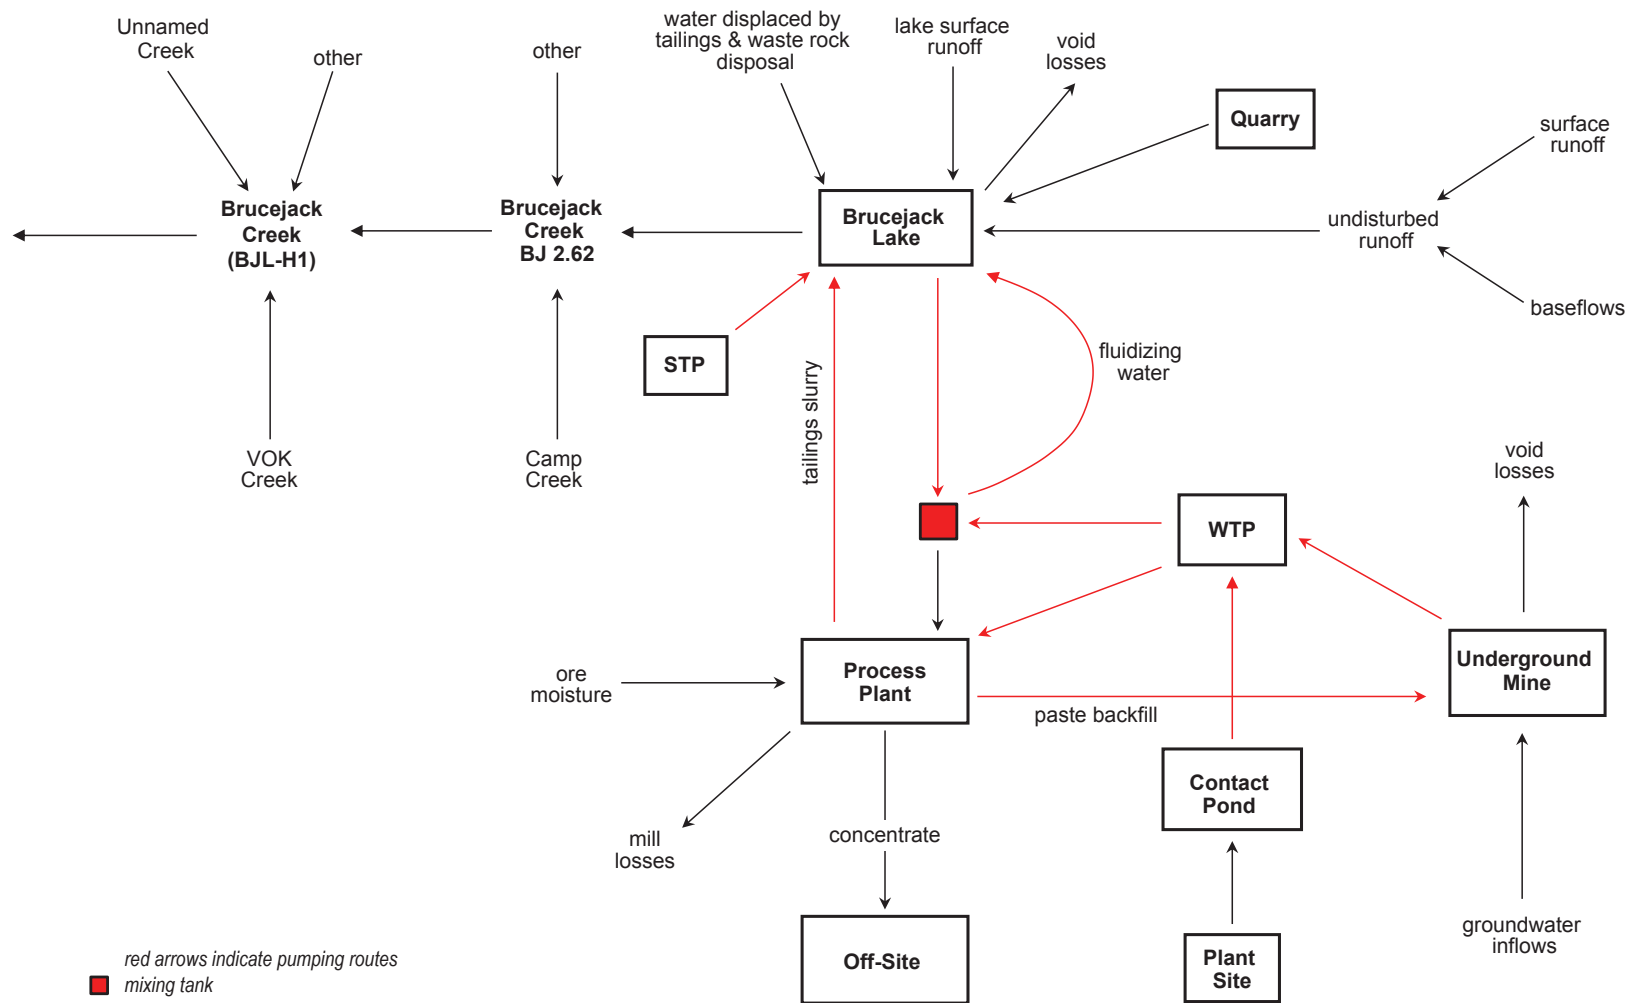 Unnamed
Creek
other
other
water displaced by
tailings & waste rock
disposal
lake surface
runoff
void
losses
Quarry
surface
runoff
Brucejack
Creek
(BJL-H1)
Brucejack
Creek
BJ 2.62
Brucejack
Lake
undisturbed
runoff
baseflows
STP
tailings slurry
fluidizing
water
VOK
Creek
Camp
Creek
void
losses
WTP
ore
moisture
Process
Plant
paste backfill
Underground
Mine
Contact
Pond
mill
losses
concentrate
groundwater
inflows
Off-Site
Plant
Site
red arrows indicate pumping routes
mixing tank